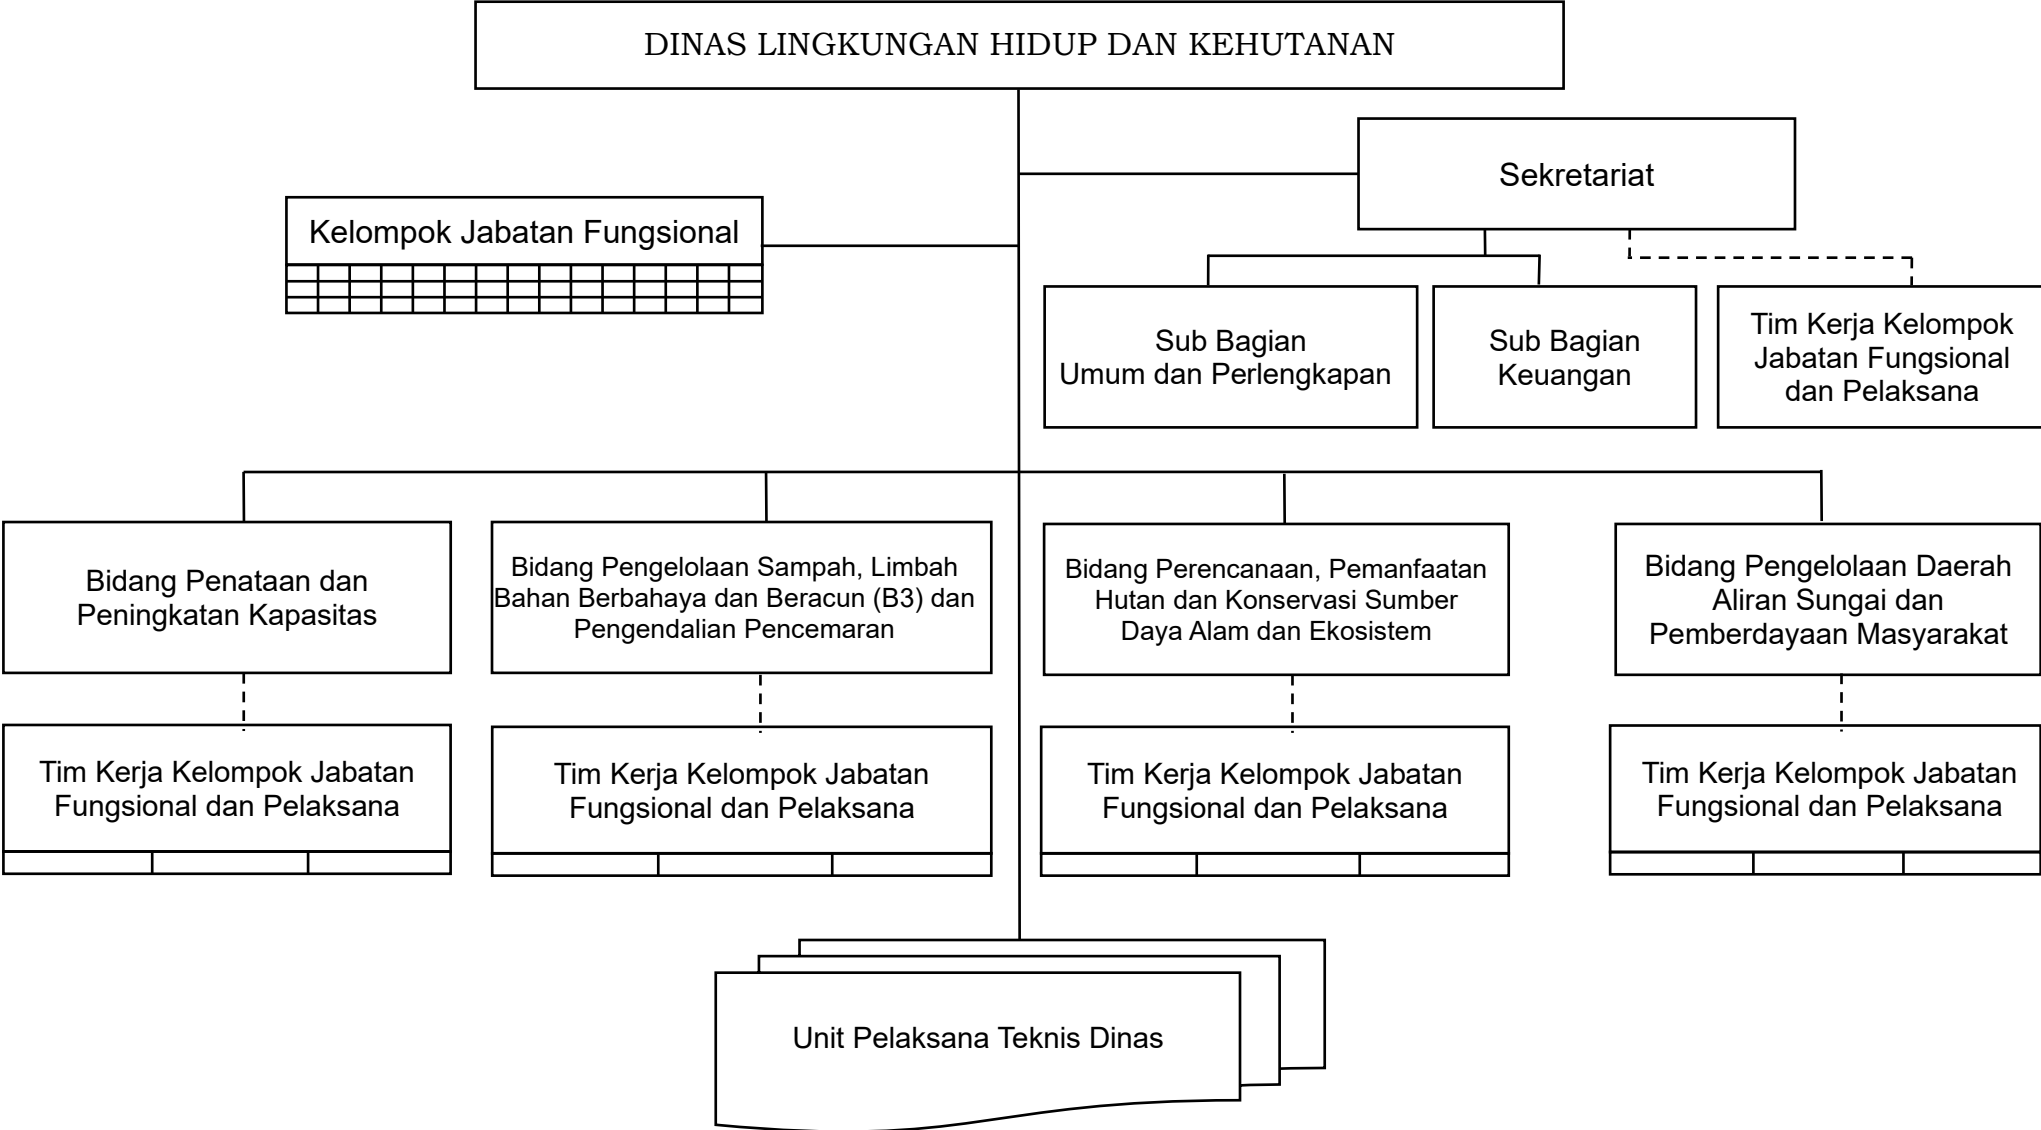 DINAS LINGKUNGAN HIDUP DAN KEHUTANAN
Sekretariat
Kelompok Jabatan Fungsional
Sub Bagian
Umum dan Perlengkapan
Sub Bagian
Keuangan
Tim Kerja Kelompok
Jabatan Fungsional
dan Pelaksana
Bidang Penataan dan
Peningkatan Kapasitas
Bidang Pengelolaan Sampah, Limbah
Bahan Berbahaya dan Beracun (B3) dan
Pengendalian Pencemaran
Bidang Perencanaan, Pemanfaatan
Hutan dan Konservasi Sumber
Daya Alam dan Ekosistem
Bidang Pengelolaan Daerah
Aliran Sungai dan
Pemberdayaan Masyarakat
Tim Kerja Kelompok Jabatan
Fungsional dan Pelaksana
Tim Kerja Kelompok Jabatan
Fungsional dan Pelaksana
Tim Kerja Kelompok Jabatan
Fungsional dan Pelaksana
Tim Kerja Kelompok Jabatan
Fungsional dan Pelaksana
Unit Pelaksana Teknis Dinas